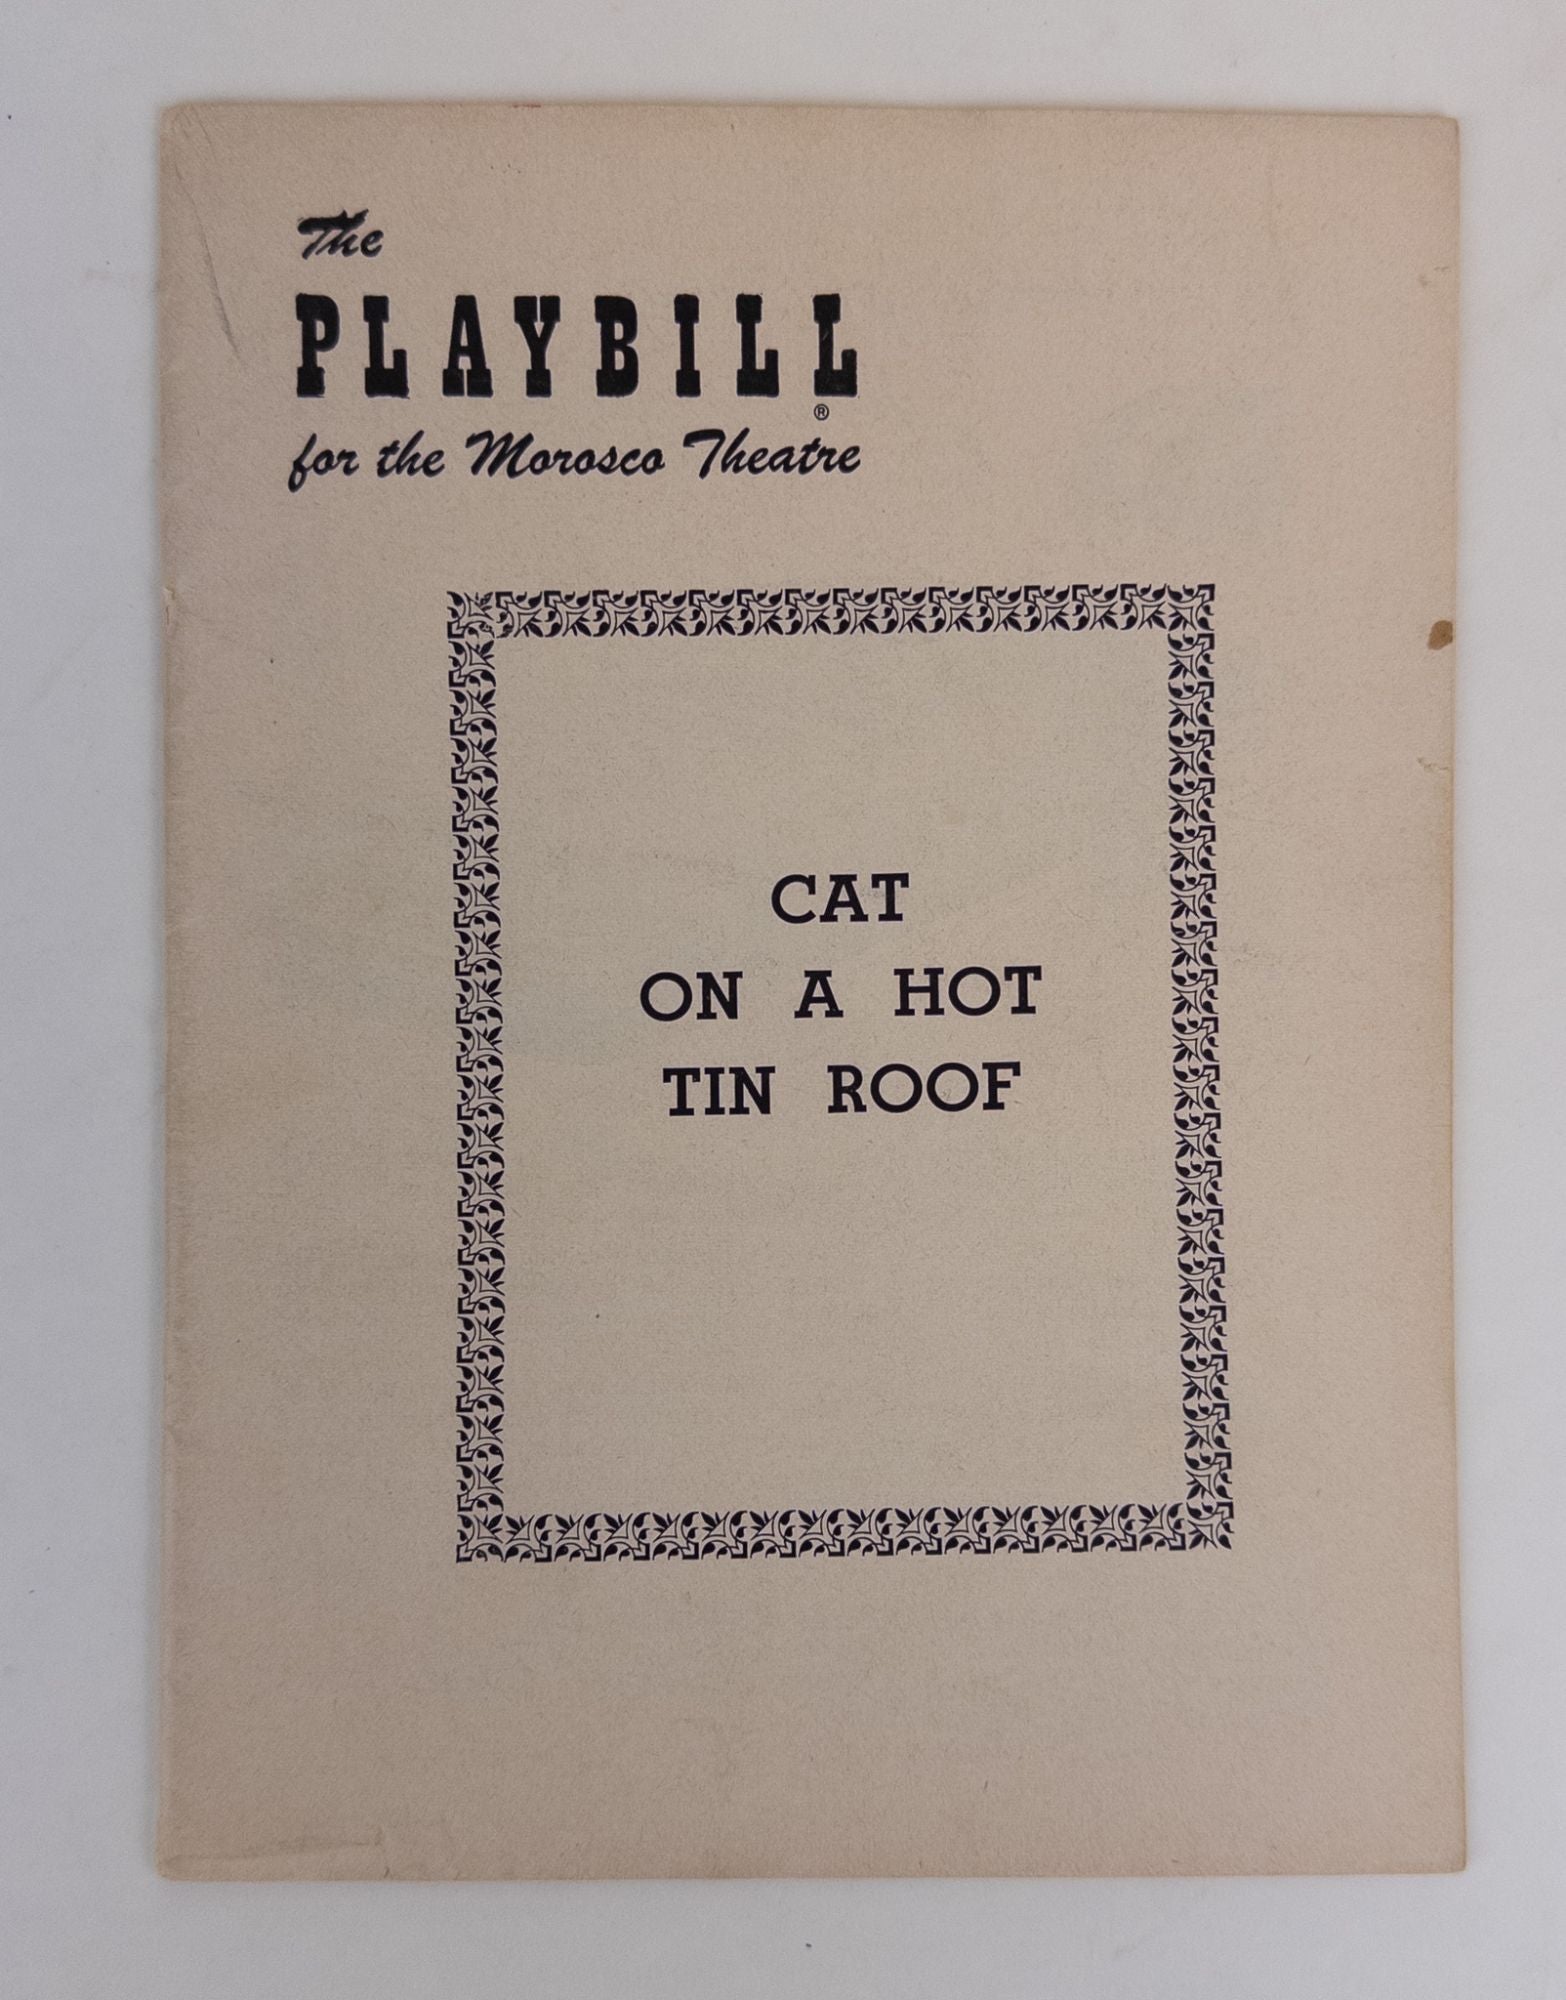 The
PLAYBILL
®
for the Morosco Theatre
CAT
ON A HOT
TIN ROOF